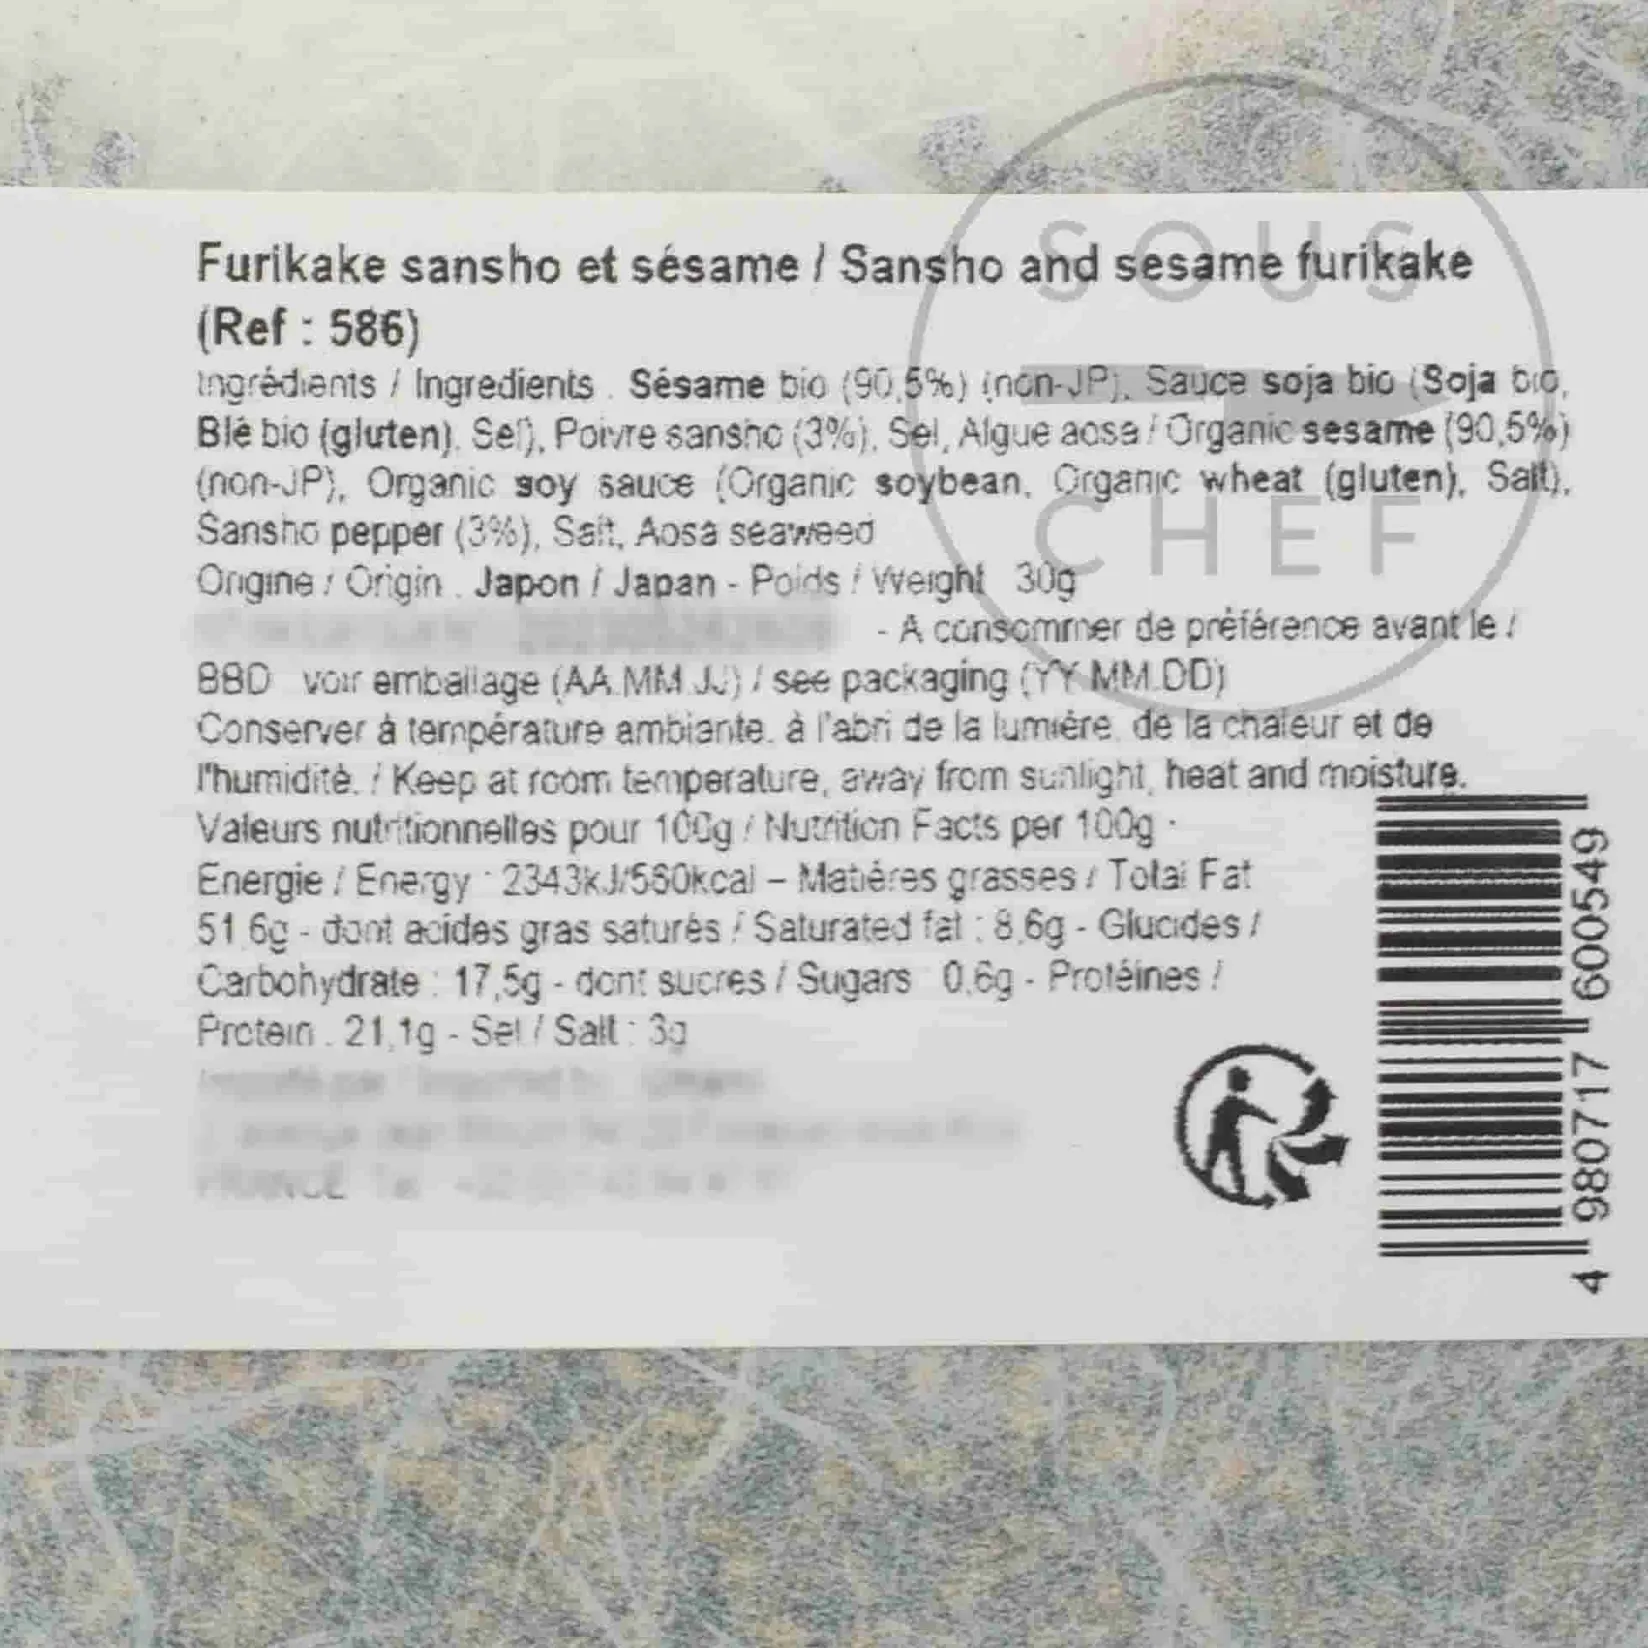 Furikake sansho et sésame / Sansho and sesame furikake
(Ref : 586)
Ingrédients / Ingredients : Sésame bio (90,5%) (non-JP), Sauce soja bio (Soja bio,
Blé bio (gluten), Sel), Poivre sansho (3%), Sel, Algue aosa / Organic sesame (90,5%)
(non-JP), Organic soy sauce (Organic soybean, Organic wheat (gluten), Salt),
Sansho pepper (3%), Salt, Aosa seaweed
Origine / Origin : Japon / Japan - Poids / Weight : 30g
- A consommer de préférence avant le /
BBD : voir emballage (AA.MM.JJ) / see packaging (YY.MM.DD)
Conserver à température ambiante, à l'abri de la lumière, de la chaleur et de
l'humidité. / Keep at room temperature, away from sunlight, heat and moisture.
Valeurs nutritionnelles pour 100g / Nutrition Facts per 100g :
Energie / Energy : 2343kJ/560kcal – Matières grasses / Total Fat
51,6g - dont acides gras saturés / Saturated fat : 8,6g - Glucides /
Carbohydrate : 17,5g - dont sucres / Sugars : 0,6g - Protéines /
Protein : 21,1g - Sel / Salt : 3g
4 980717 600549
SOUS
CHEF